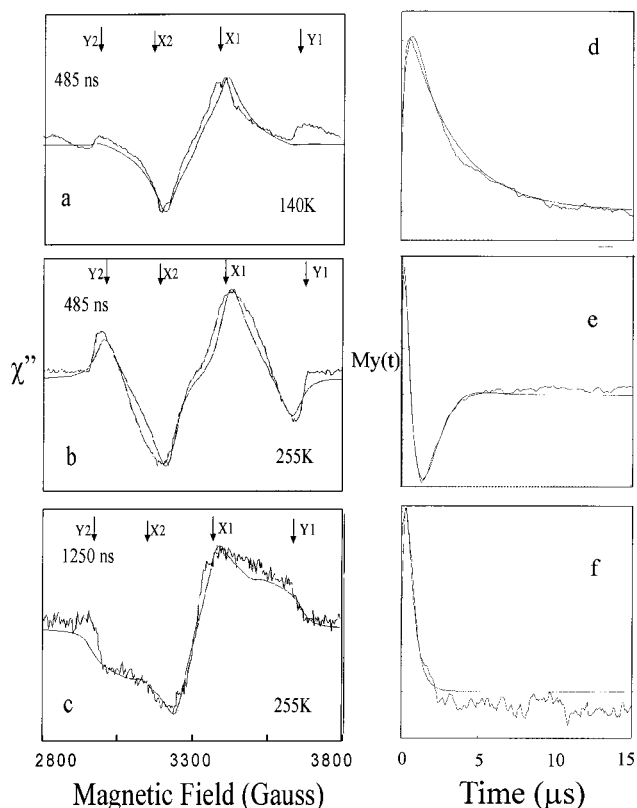 Y2 X2 X1 Y1
485 ns
a 140K
d
Y2 X2 X1 Y1
485 ns
χ”
b 255K
My(t)
e
Y2 X2 X1 Y1
1250 ns
c 255K
f
2800 3300 3800
0 5 10 15
Magnetic Field (Gauss)
Time (μs)